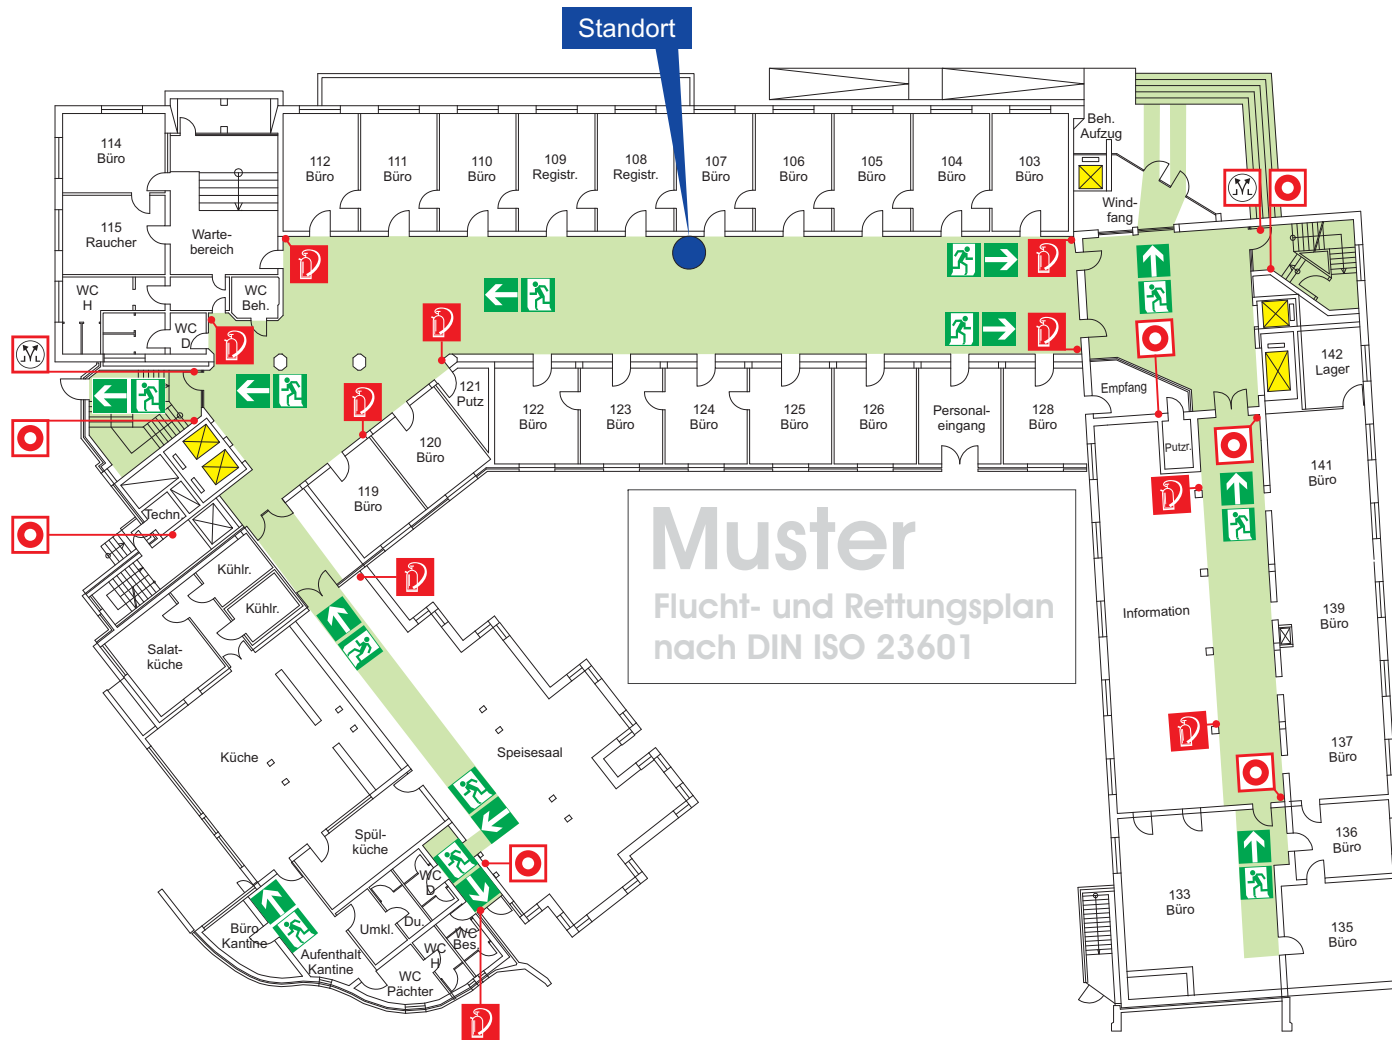 Standort
114
Büro
115
Raucher
Warte-
bereich
WC
H
WC
D
WC
Beh.
112
Büro
111
Büro
110
Büro
109
Registr.
108
Registr.
107
Büro
106
Büro
105
Büro
104
Büro
103
Büro
Beh.
Aufzug
Wind-
fang
142
Lager
Empfang
Putzr.
121
Putz
122
Büro
123
Büro
124
Büro
125
Büro
126
Büro
Personal-
eingang
128
Büro
120
Büro
119
Büro
Techn.
Kühlr.
Kühlr.
Salat-
küche
Küche
Speisesaal
Spül-
küche
WC
D
Du.
Umkl.
WC
Bes.
WC
H
WC
Pächter
Aufenthalt
Kantine
Büro
Kantine
Muster
Flucht- und Rettungsplan
nach DIN ISO 23601
Information
141
Büro
139
Büro
137
Büro
136
Büro
135
Büro
133
Büro